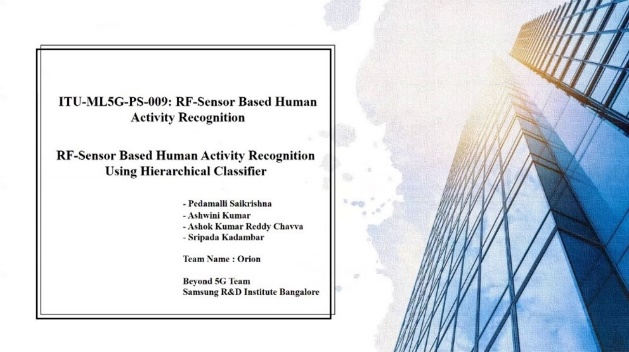 ITU-ML5G-PS-009: RF-Sensor Based Human
Activity Recognition
RF-Sensor Based Human Activity Recognition
Using Hierarchical Classifier
- Pedamalli Saikrishna
- Ashwini Kumar
- Ashok Kumar Reddy Chavva
- Sripada Kadambar
Team Name : Orion
Beyond 5G Team
Samsung R&D Institute Bangalore